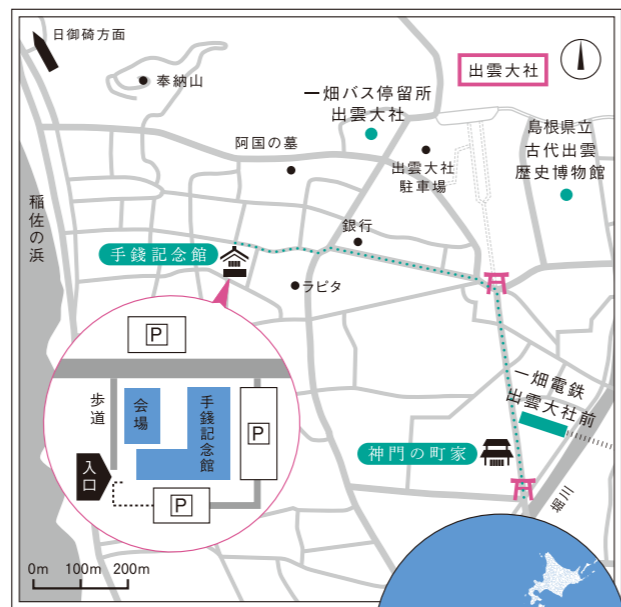 日御碕方面
奉納山
出雲大社
一畑バス停留所
出雲大社
島根県立
古代出雲
歴史博物館
阿国の墓
出雲大社
駐車場
稲佐の浜
銀行
手錢記念館
ラピタ
P
歩道
会場
手錢記念館
P
入口
P
一畑電鉄
出雲大社前
神門の町家
堀川
0m 100m 200m